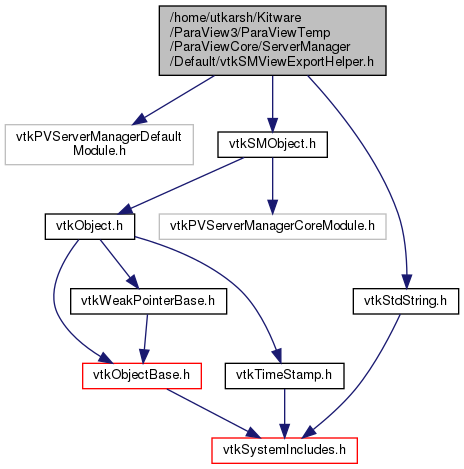 /home/utkarsh/Kitware
/ParaView3/ParaViewTemp
/ParaViewCore/ServerManager
/Default/vtkSMViewExportHelper.h
vtkPVServerManagerDefault
Module.h
vtkSMObject.h
vtkObject.h
vtkPVServerManagerCoreModule.h
vtkWeakPointerBase.h
vtkStdString.h
vtkObjectBase.h
vtkTimeStamp.h
vtkSystemIncludes.h